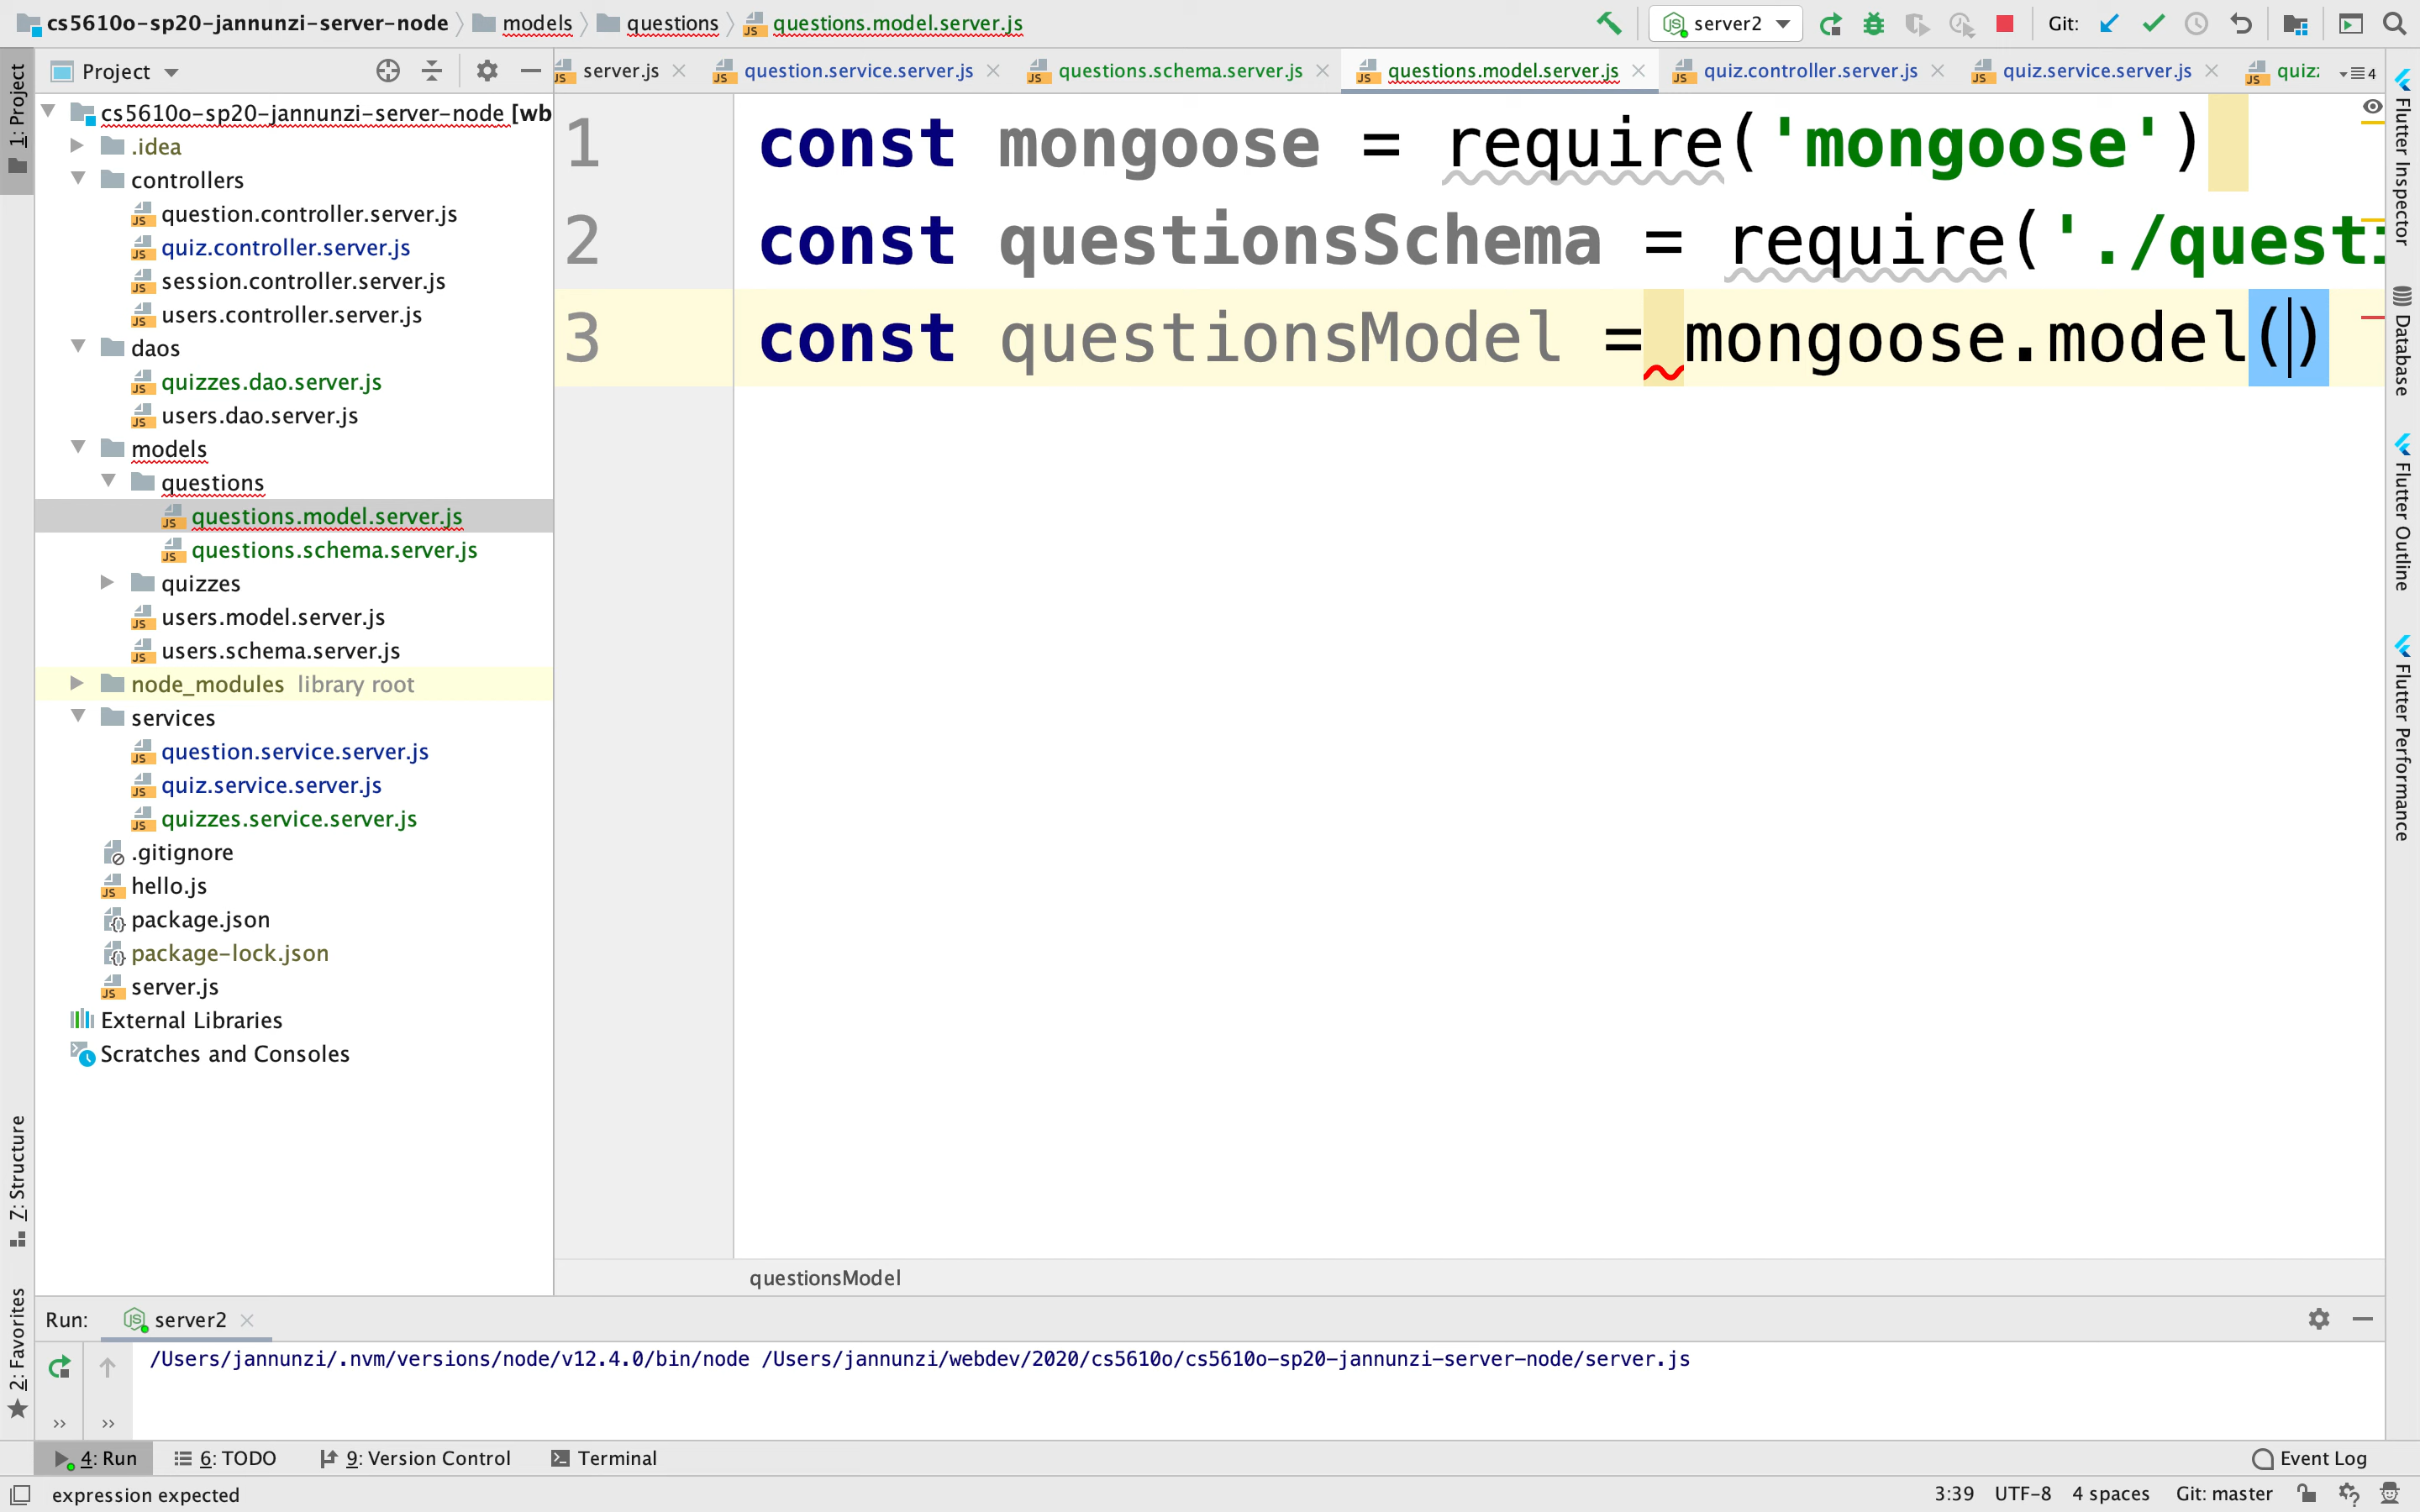 cs5610o-sp20-jannunzi-server-node models questions questions.model.server.js server2 Git:
1: Project
Project
server.js question.service.server.js questions.schema.server.js questions.model.server.js quiz.controller.server.js quiz.service.server.js quiz: 4
cs5610o-sp20-jannunzi-server-node [wb
.idea
controllers
question.controller.server.js
quiz.controller.server.js
session.controller.server.js
users.controller.server.js
daos
quizzes.dao.server.js
users.dao.server.js
models
questions
questions.model.server.js
questions.schema.server.js
quizzes
users.model.server.js
users.schema.server.js
node_modules library root
services
question.service.server.js
quiz.service.server.js
quizzes.service.server.js
.gitignore
hello.js
package.json
package-lock.json
server.js
External Libraries
Scratches and Consoles
1 const mongoose = require('mongoose')
2 const questionsSchema = require('./questi
3 const questionsModel = mongoose.model()
questionsModel
Flutter Inspector
Database
Flutter Outline
Flutter Performance
7: Structure
2: Favorites
Run: server2
/Users/jannunzi/.nvm/versions/node/v12.4.0/bin/node /Users/jannunzi/webdev/2020/cs5610o/cs5610o-sp20-jannunzi-server-node/server.js
4: Run 6: TODO 9: Version Control Terminal Event Log
expression expected 3:39 UTF-8 4 spaces Git: master